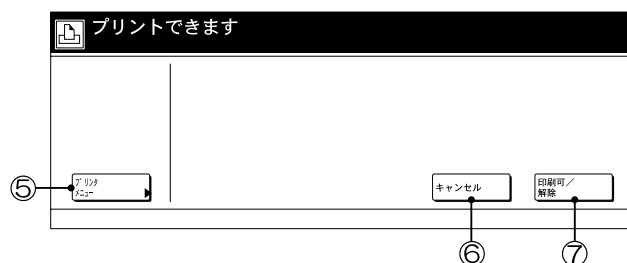 プリントできます
プリンタ
メニュー
キャンセル
印刷可／
解除
⑤
⑥
⑦